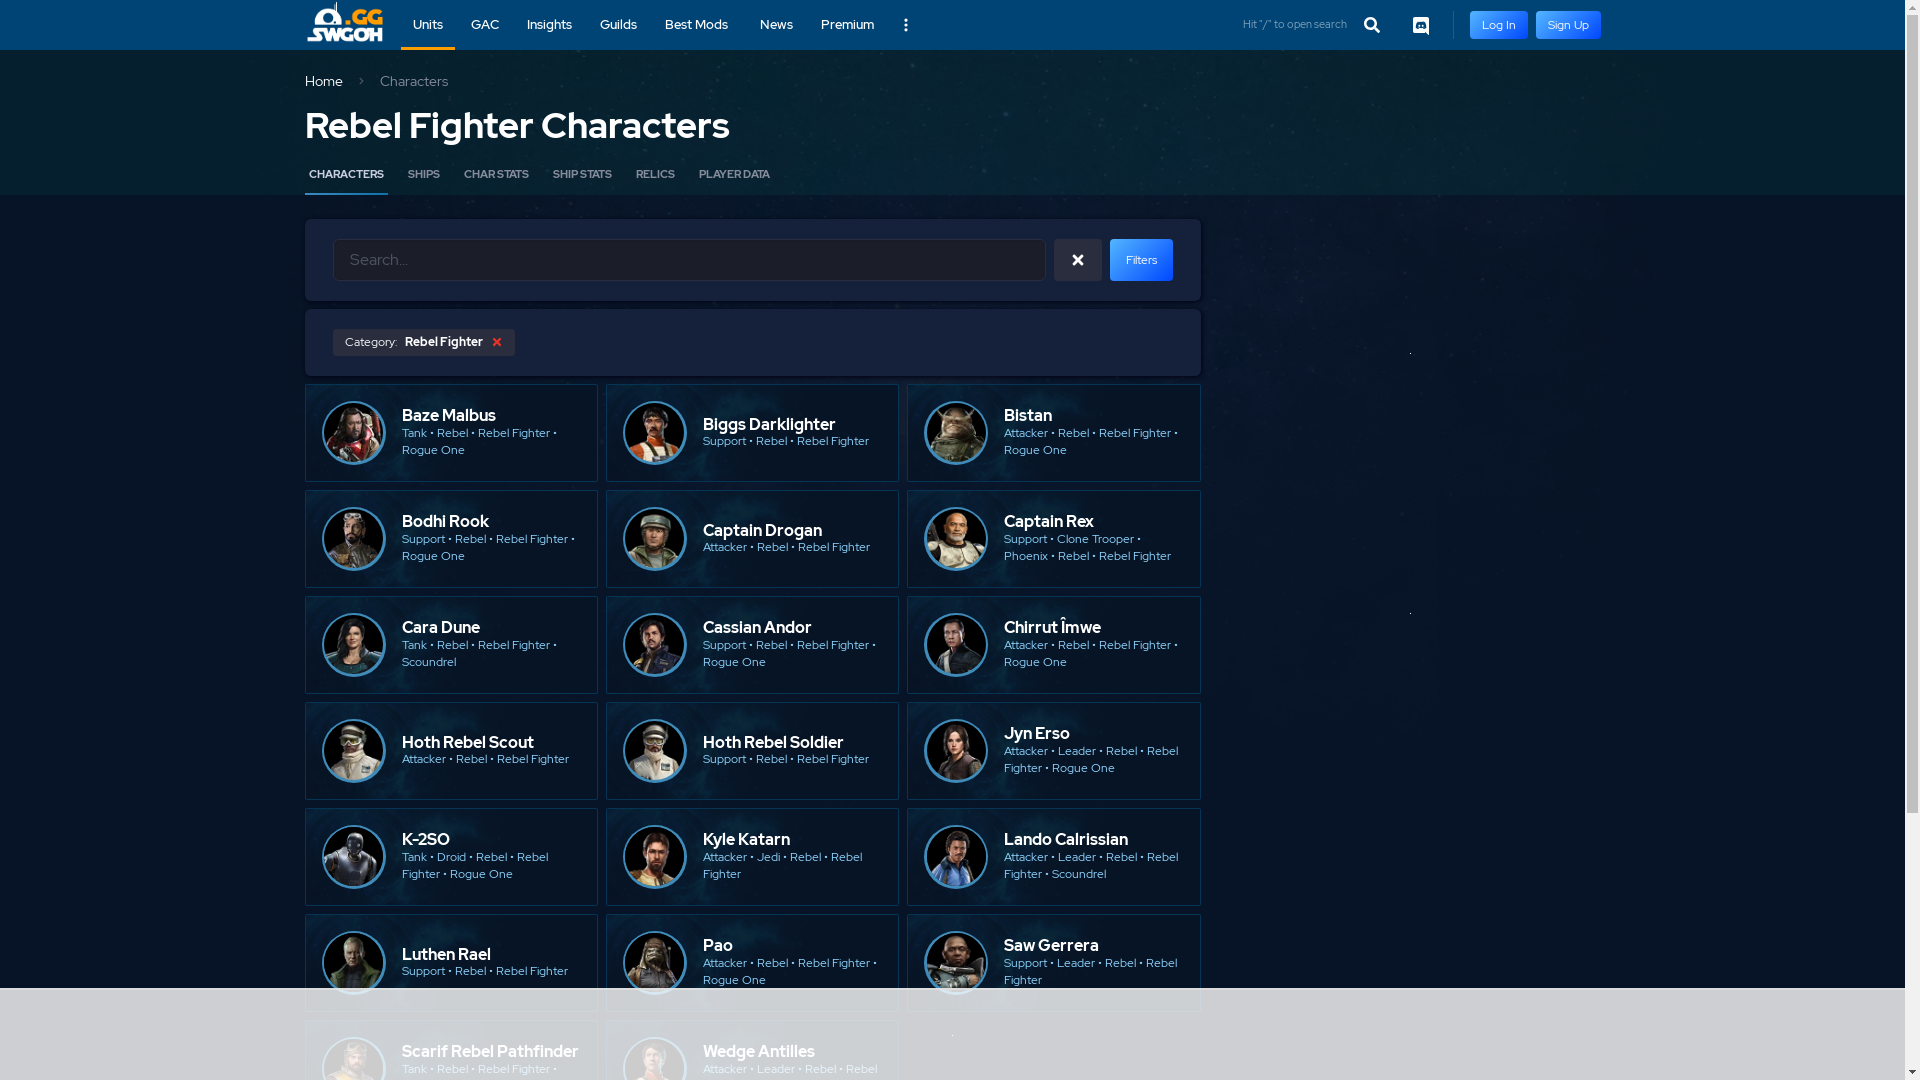 .GG
SWGOH
Units
GAC
Insights
Guilds
Best Mods
News
Premium
Hit "/" to open search
Log In
Sign Up
Home
Characters
Rebel Fighter Characters
CHARACTERS
SHIPS
CHAR STATS
SHIP STATS
RELICS
PLAYER DATA
Search...
Filters
Category: Rebel Fighter
Baze Malbus
Tank • Rebel • Rebel Fighter •
Rogue One
Biggs Darklighter
Support • Rebel • Rebel Fighter
Bistan
Attacker • Rebel • Rebel Fighter •
Rogue One
Bodhi Rook
Support • Rebel • Rebel Fighter •
Rogue One
Captain Drogan
Attacker • Rebel • Rebel Fighter
Captain Rex
Support • Clone Trooper •
Phoenix • Rebel • Rebel Fighter
Cara Dune
Tank • Rebel • Rebel Fighter •
Scoundrel
Cassian Andor
Support • Rebel • Rebel Fighter •
Rogue One
Chirrut Îmwe
Attacker • Rebel • Rebel Fighter •
Rogue One
Hoth Rebel Scout
Attacker • Rebel • Rebel Fighter
Hoth Rebel Soldier
Support • Rebel • Rebel Fighter
Jyn Erso
Attacker • Leader • Rebel • Rebel
Fighter • Rogue One
K-2SO
Tank • Droid • Rebel • Rebel
Fighter • Rogue One
Kyle Katarn
Attacker • Jedi • Rebel • Rebel
Fighter
Lando Calrissian
Attacker • Leader • Rebel • Rebel
Fighter • Scoundrel
Luthen Rael
Support • Rebel • Rebel Fighter
Pao
Attacker • Rebel • Rebel Fighter •
Rogue One
Saw Gerrera
Support • Leader • Rebel • Rebel
Fighter
Scarif Rebel Pathfinder
Tank • Rebel • Rebel Fighter •
Wedge Antilles
Attacker • Leader • Rebel • Rebel